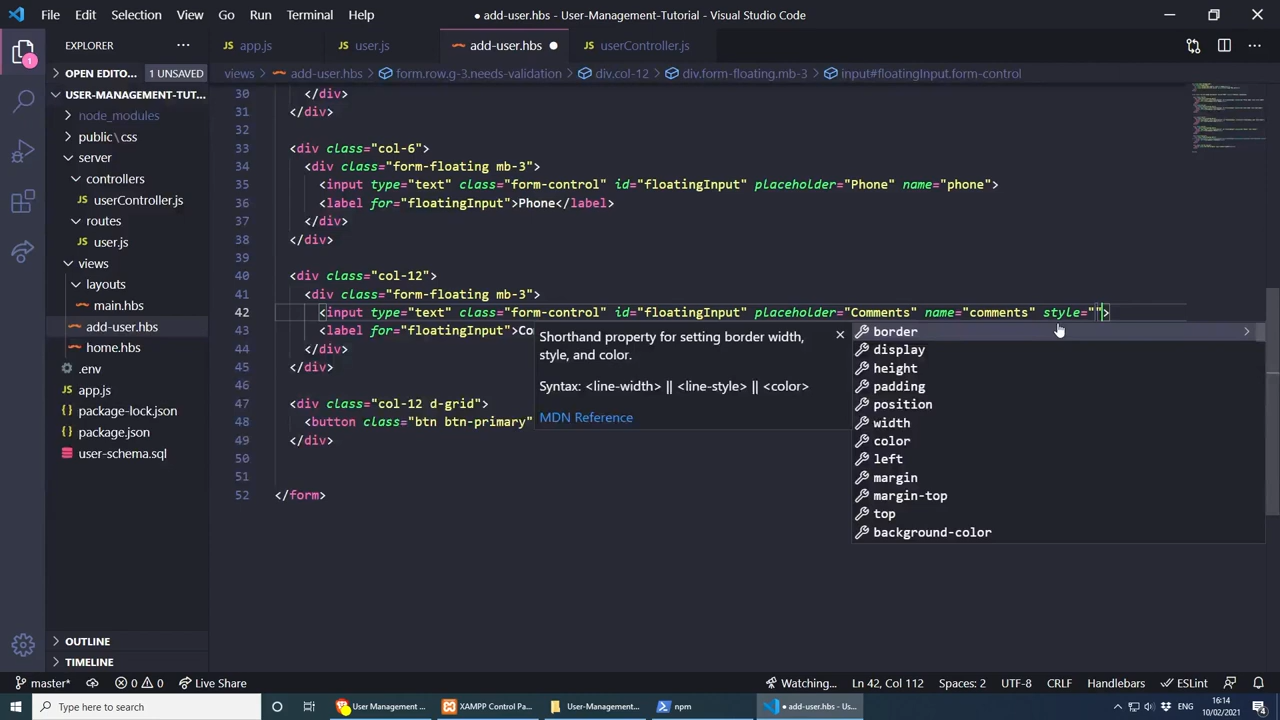 File Edit Selection View Go Run Terminal Help
● add-user.hbs - User-Management-Tutorial - Visual Studio Code
EXPLORER
app.js user.js add-user.hbs userController.js
OPEN EDITO... 1 UNSAVED
views > add-user.hbs > form.row.g-3.needs-validation > div.col-12 > div.form-floating.mb-3 > input#floatingInput.form-control
1
USER-MANAGEMENT-TUT...
node_modules
public\css
server
controllers
userController.js
routes
user.js
views
layouts
main.hbs
add-user.hbs
home.hbs
.env
app.js
package-lock.json
package.json
user-schema.sql
OUTLINE
TIMELINE
30 </div>
31 </div>
32
33 <div class="col-6">
34 <div class="form-floating mb-3">
35 <input type="text" class="form-control" id="floatingInput" placeholder="Phone" name="phone">
36 <label for="floatingInput">Phone</label>
37 </div>
38 </div>
39
40 <div class="col-12">
41 <div class="form-floating mb-3">
42 <input type="text" class="form-control" id="floatingInput" placeholder="Comments" name="comments" style="">
43 <label for="floatingInput">Co
44 </div>
45 </div>
46
47 <div class="col-12 d-grid">
48 <button class="btn btn-primary"
49 </div>
50
51
52 </form>
Shorthand property for setting border width,
style, and color.
Syntax: <line-width> || <line-style> || <color>
MDN Reference
border
display
height
padding
position
width
color
left
margin
margin-top
top
background-color
master* 0 0 Live Share
Watching... Ln 42, Col 112 Spaces: 2 UTF-8 CRLF Handlebars ESLint
Type here to search
User Management ... XAMPP Control Pa... User-Management-... npm ● add-user.hbs - Us...
ENG
16:14
10/02/2021